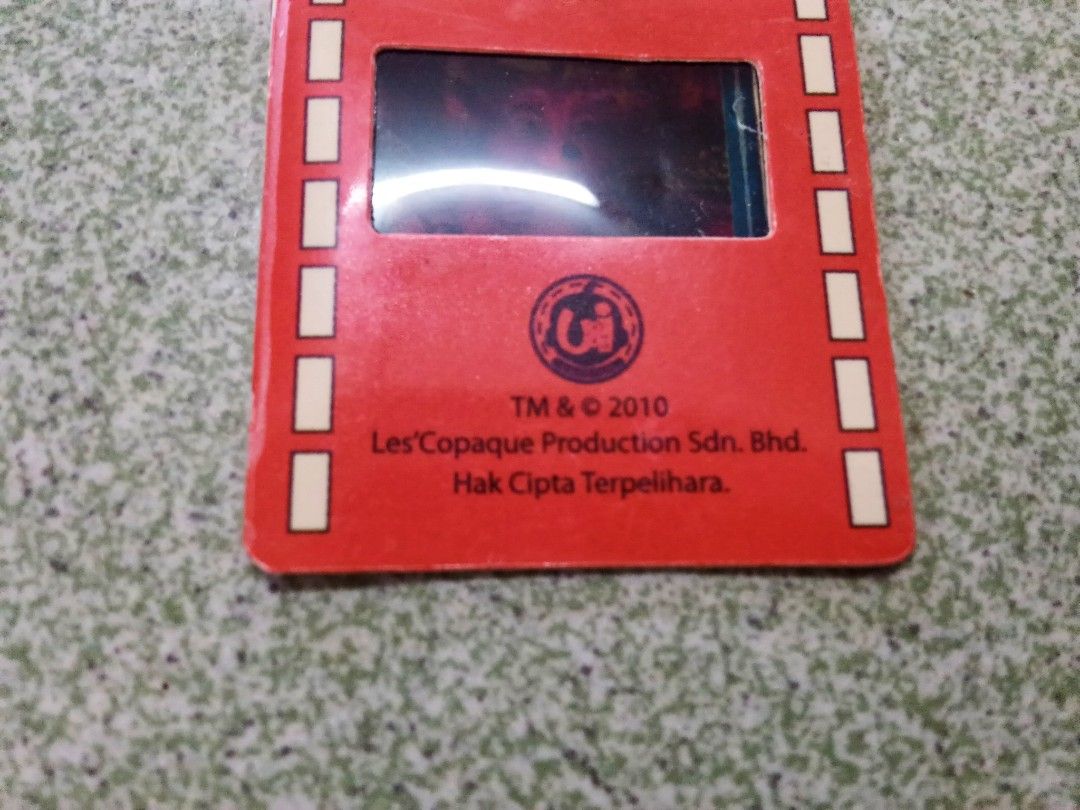 TM & © 2010
Les'Copaque Production Sdn. Bhd.
Hak Cipta Terpelihara.